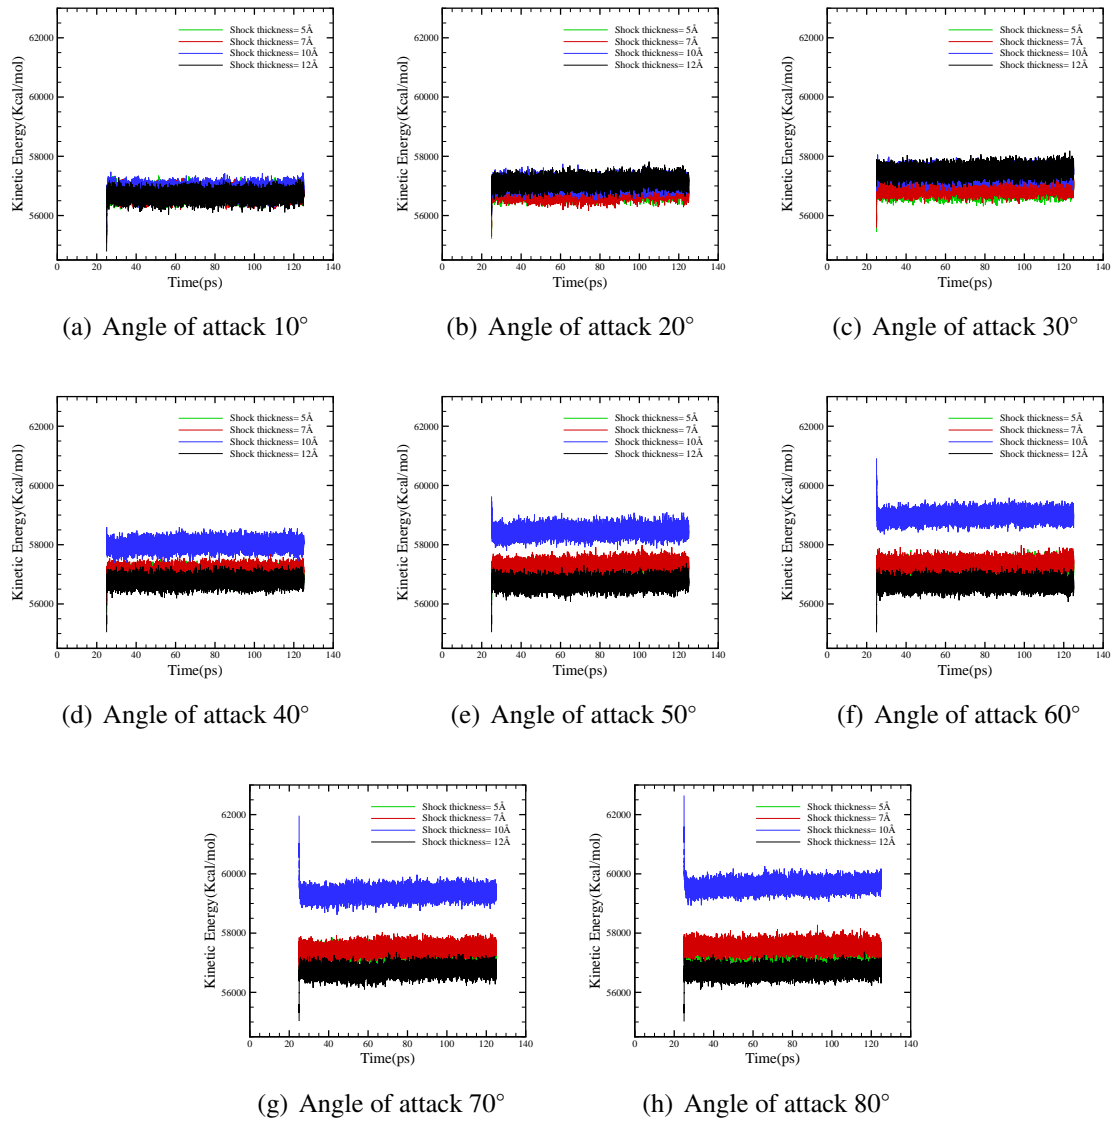 Shock thickness= 5Å
Shock thickness= 7Å
Shock thickness= 10Å
Shock thickness= 12Å
Kinetic Energy(Kcal/mol)
62000
60000
58000
56000
0 20 40 60 80 100 120 140
Time(ps)
(a) Angle of attack 10°
Shock thickness= 5Å
Shock thickness= 7Å
Shock thickness= 10Å
Shock thickness= 12Å
Kinetic Energy(Kcal/mol)
62000
60000
58000
56000
0 20 40 60 80 100 120 140
Time(ps)
(b) Angle of attack 20°
Shock thickness= 5Å
Shock thickness= 7Å
Shock thickness= 10Å
Shock thickness= 12Å
Kinetic Energy(Kcal/mol)
62000
60000
58000
56000
0 20 40 60 80 100 120 140
Time(ps)
(c) Angle of attack 30°
Shock thickness= 5Å
Shock thickness= 7Å
Shock thickness= 10Å
Shock thickness= 12Å
Kinetic Energy(Kcal/mol)
62000
60000
58000
56000
0 20 40 60 80 100 120 140
Time(ps)
(d) Angle of attack 40°
Shock thickness= 5Å
Shock thickness= 7Å
Shock thickness= 10Å
Shock thickness= 12Å
Kinetic Energy(Kcal/mol)
62000
60000
58000
56000
0 20 40 60 80 100 120 140
Time(ps)
(e) Angle of attack 50°
Shock thickness= 5Å
Shock thickness= 7Å
Shock thickness= 10Å
Shock thickness= 12Å
Kinetic Energy(Kcal/mol)
62000
60000
58000
56000
0 20 40 60 80 100 120 140
Time(ps)
(f) Angle of attack 60°
Shock thickness= 5Å
Shock thickness= 7Å
Shock thickness= 10Å
Shock thickness= 12Å
Kinetic Energy(Kcal/mol)
62000
60000
58000
56000
0 20 40 60 80 100 120 140
Time(ps)
(g) Angle of attack 70°
Shock thickness= 5Å
Shock thickness= 7Å
Shock thickness= 10Å
Shock thickness= 12Å
Kinetic Energy(Kcal/mol)
62000
60000
58000
56000
0 20 40 60 80 100 120 140
Time(ps)
(h) Angle of attack 80°